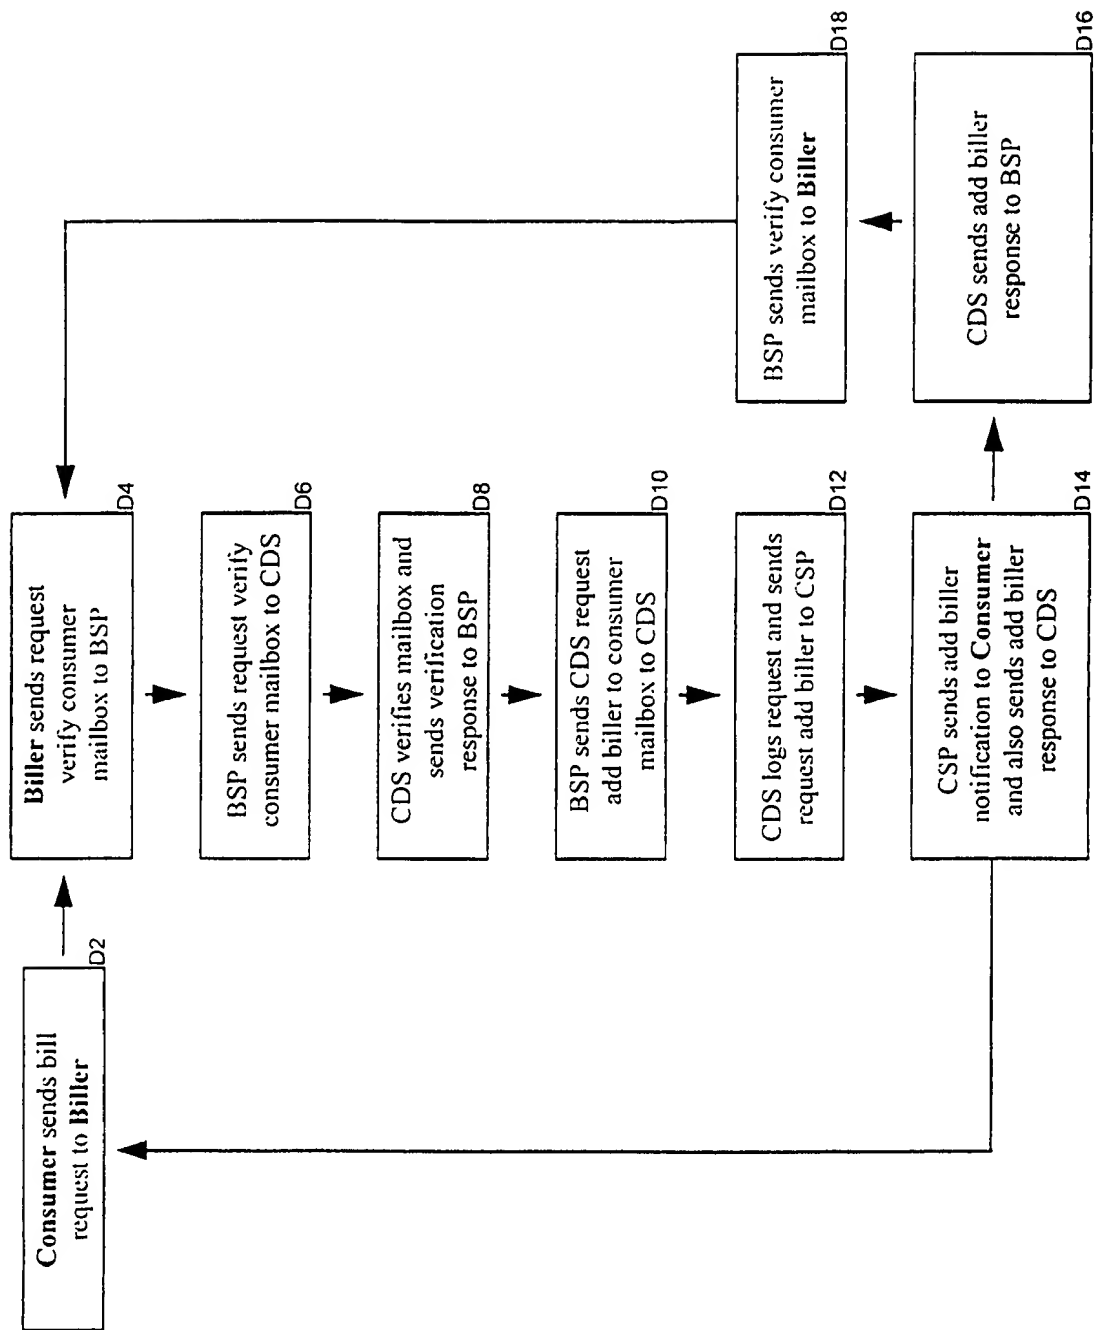 Consumer sends bill
request to Biller
D2
Biller sends request
verify consumer
mailbox to BSP
D4
BSP sends request verify
consumer mailbox to CDS
D6
CDS verifies mailbox and
sends verification
response to BSP
D8
BSP sends CDS request
add biller to consumer
mailbox to CDS
D10
CDS logs request and sends
request add biller to CSP
D12
CSP sends add biller
notification to Consumer
and also sends add biller
response to CDS
D14
CDS sends add biller
response to BSP
D16
BSP sends verify consumer
mailbox to Biller
D18